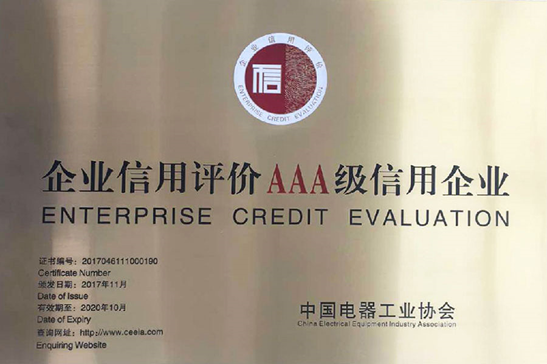 企业信用评价
信
ENTERPRISE CREDIT EVALUATION
企业信用评价AAA级信用企业
ENTERPRISE CREDIT EVALUATION
证书编号：2017046111000190
Certificate Number
颁发日期：2017年11月
Date of Issue
有效期至：2020年10月
Date of Expiry
查询网址：http://www.ceeia.com
Enquiring Website
中国电器工业协会
China Electrical Equipment Industry Association